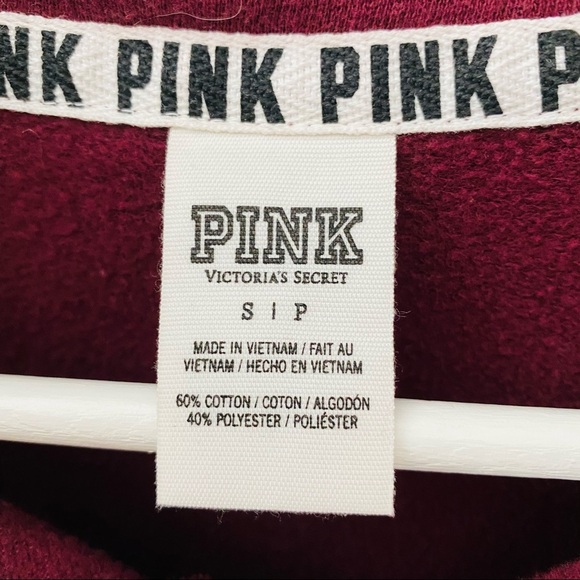 NK PINK PINK PINK P
PINK
VICTORIA'S SECRET
S | P
MADE IN VIETNAM / FAIT AU
VIETNAM / HECHO EN VIETNAM
60% COTTON / COTON / ALGODÓN
40% POLYESTER / POLIÉSTER